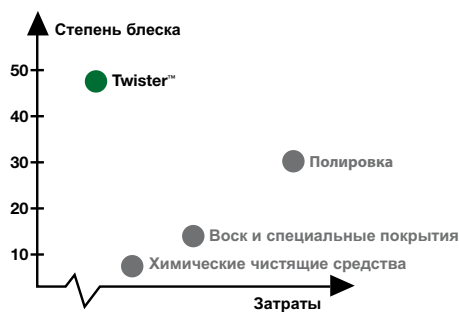 Степень блеска
50
Twister™
40
30
Полировка
20
Воск и специальные покрытия
10
Химические чистящие средства
Затраты